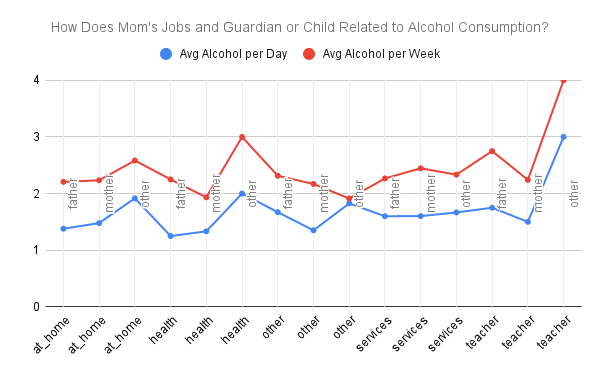 How Does Mom's Jobs and Guardian or Child Related to Alcohol Consumption?
Avg Alcohol per Day
Avg Alcohol per Week
4
3
2
1
0
father
mother
other
father
mother
other
father
mother
other
father
mother
other
father
mother
other
at_home
at_home
at_home
health
health
health
other
other
other
services
services
services
teacher
teacher
teacher